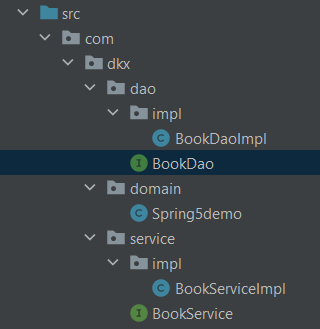 src
com
dkx
dao
impl
C BookDaoImpl
I BookDao
domain
C Spring5demo
service
impl
C BookServiceImpl
I BookService